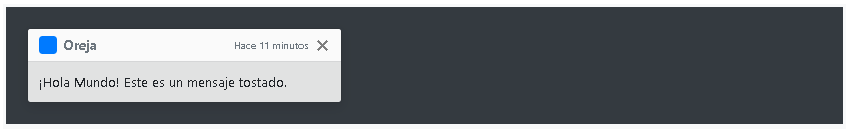 Oreja Hace 11 minutos
¡Hola Mundo! Este es un mensaje tostado.